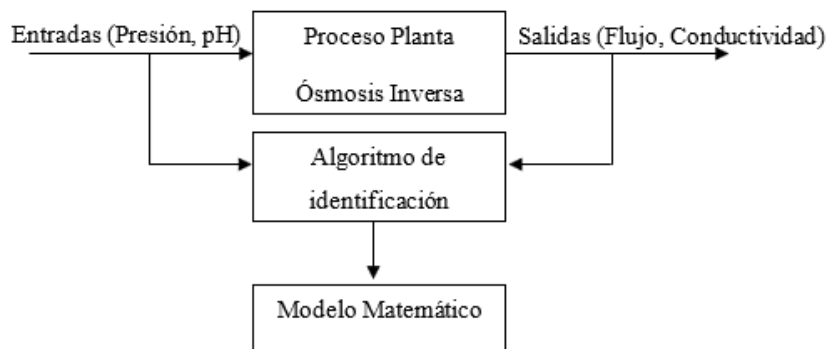 Entradas (Presión, pH)
Proceso Planta
Ósmosis Inversa
Salidas (Flujo, Conductividad)
Algoritmo de
identificación
Modelo Matemático